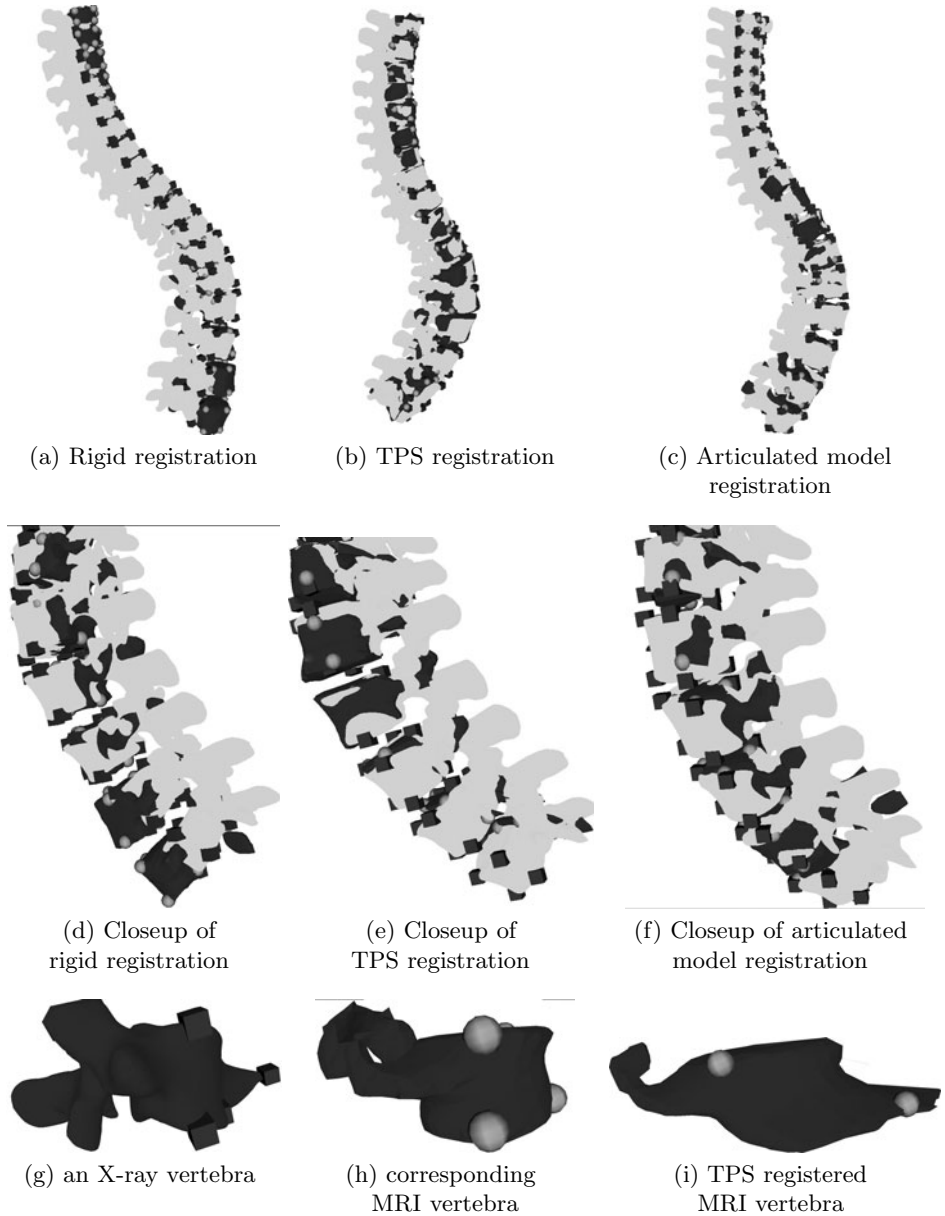 (a) Rigid registration
(b) TPS registration
(c) Articulated model
registration
(d) Closeup of
rigid registration
(e) Closeup of
TPS registration
(f) Closeup of articulated
model registration
(g) an X-ray vertebra
(h) corresponding
MRI vertebra
(i) TPS registered
MRI vertebra